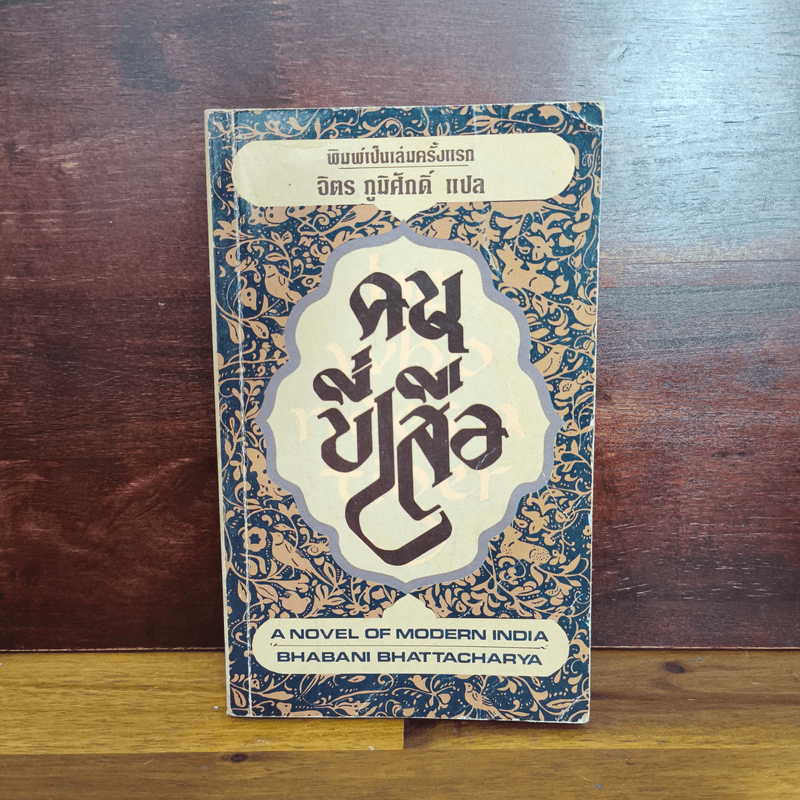 พิมพ์เป็นเล่มครั้งแรก
จิตร ภูมิศักดิ์ แปล
คน
ขี่เสือ
A NOVEL OF MODERN INDIA
BHABANI BHATTACHARYA